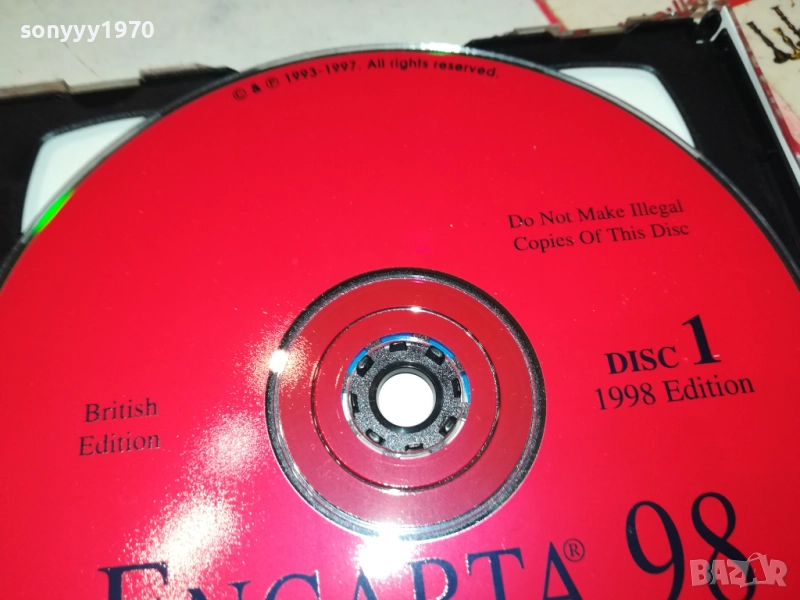 sonyyy1970
© & ℗ 1993-1997. All rights reserved.
Do Not Make Illegal
Copies Of This Disc
DISC 1
1998 Edition
British
Edition
ENCARTA® 98
BAZAR